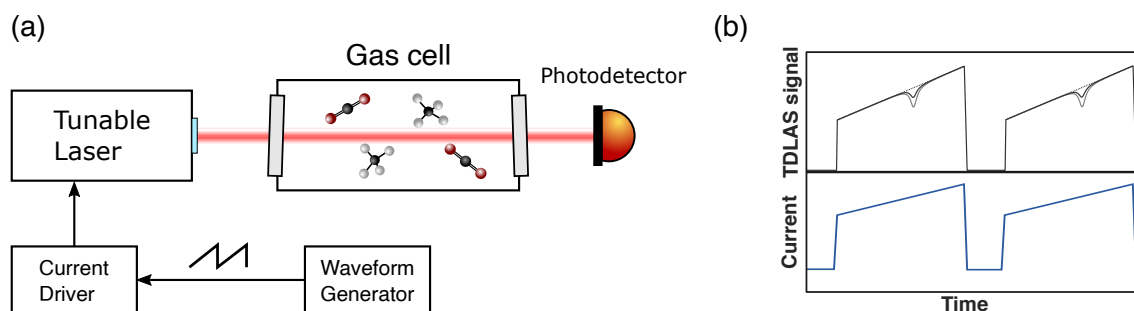 (a)
Gas cell
Photodetector
Tunable
Laser
Current
Driver
Waveform
Generator
(b)
TDLAS signal
Current
Time